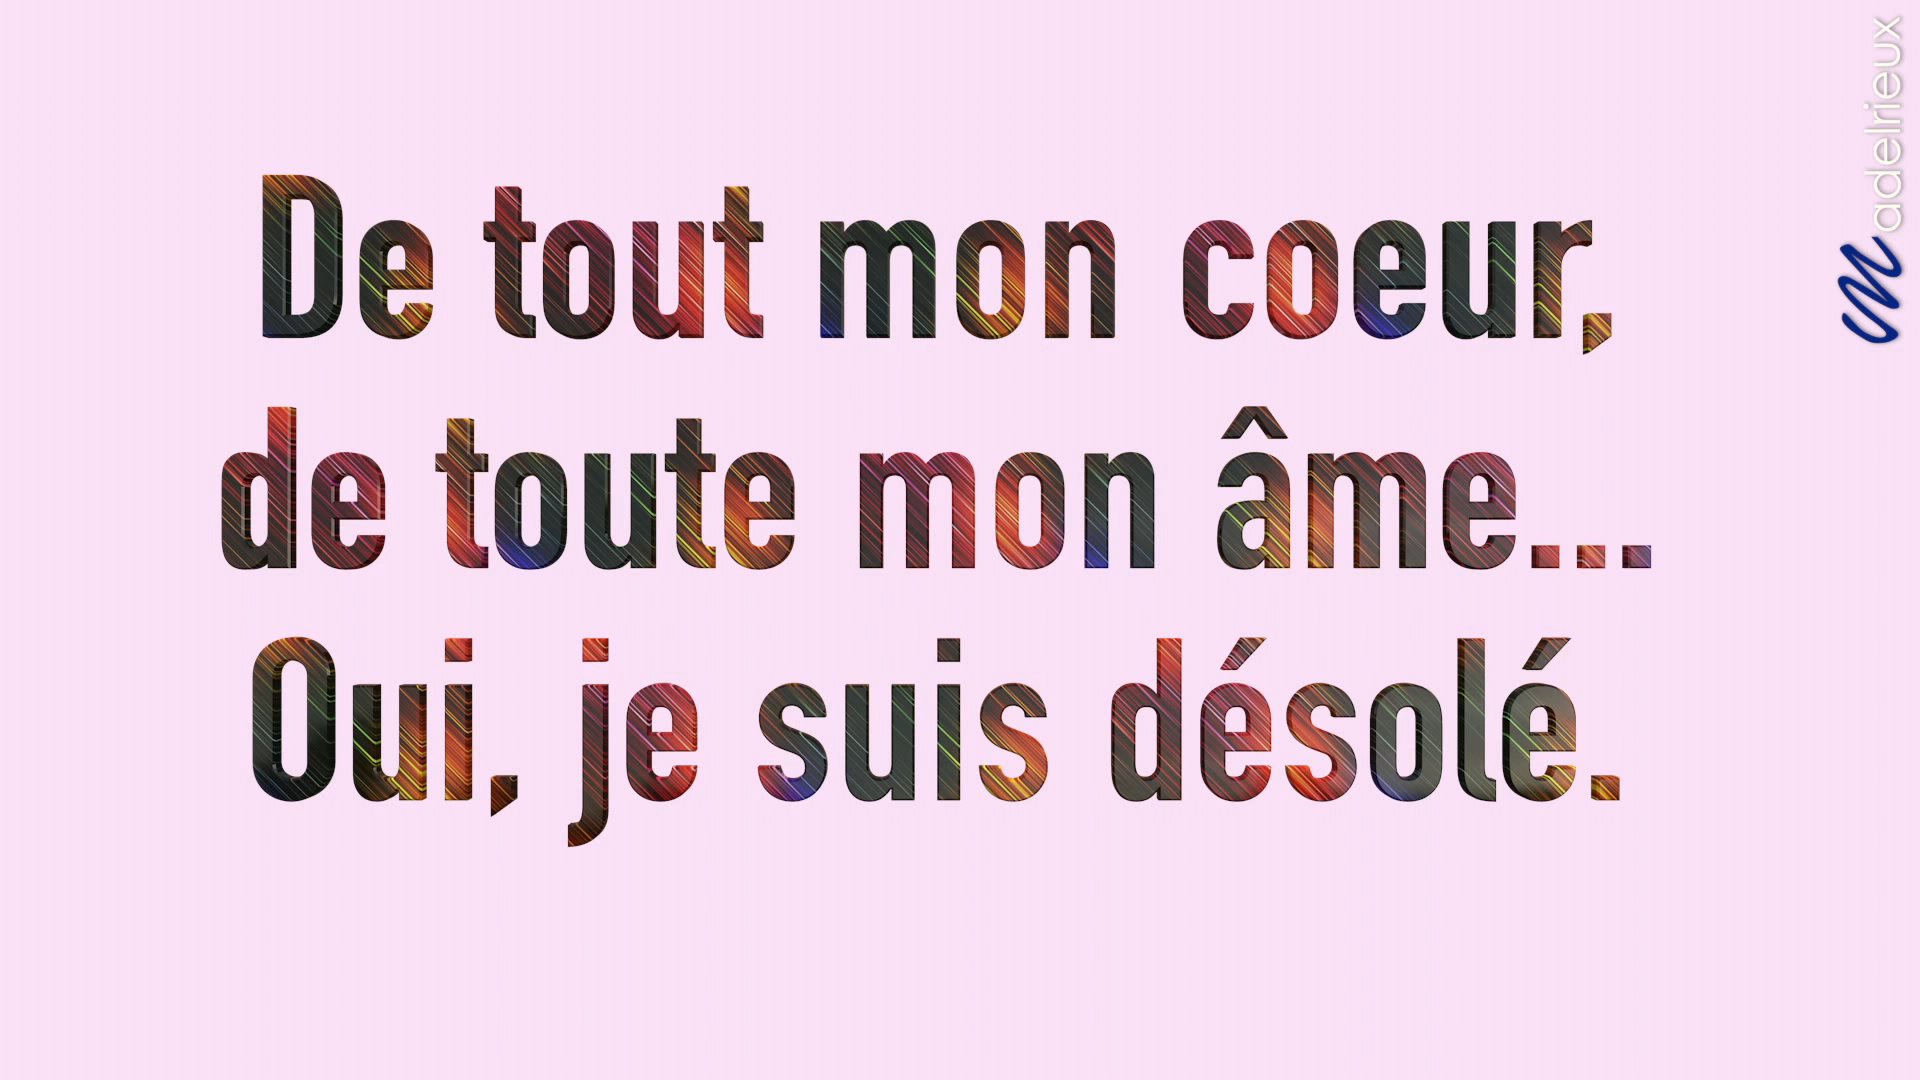 De tout mon coeur,
de toute mon âme...
Oui, je suis désolé.
Madelrieux